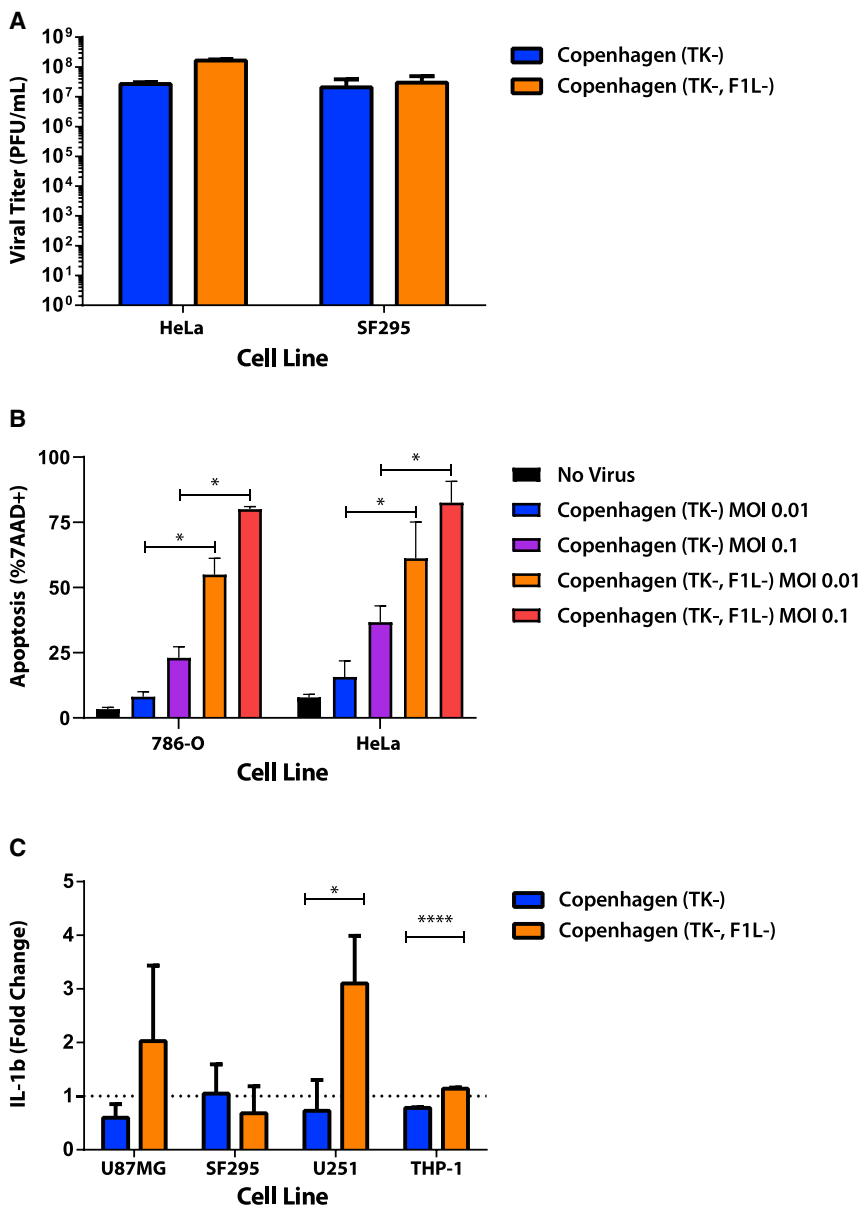 A
Viral Titer (PFU/mL)
10⁹
10⁸
10⁷
10⁶
10⁵
10⁴
10³
10²
10¹
10⁰
HeLa
SF295
Cell Line
Copenhagen (TK-)
Copenhagen (TK-, F1L-)
B
Apoptosis (%7AAD+)
100
75
50
25
0
*
*
*
*
786-O
HeLa
Cell Line
No Virus
Copenhagen (TK-) MOI 0.01
Copenhagen (TK-) MOI 0.1
Copenhagen (TK-, F1L-) MOI 0.01
Copenhagen (TK-, F1L-) MOI 0.1
C
IL-1b (Fold Change)
5
4
3
2
1
0
*
****
U87MG
SF295
U251
THP-1
Cell Line
Copenhagen (TK-)
Copenhagen (TK-, F1L-)